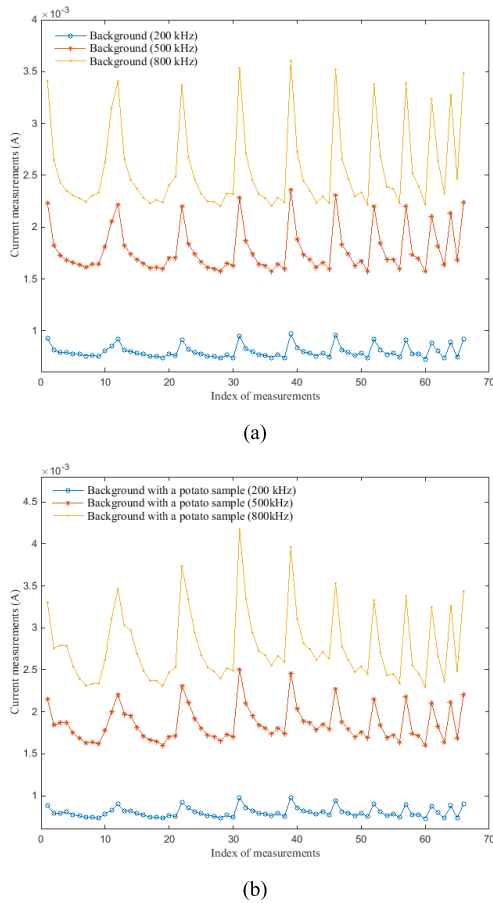 ×10⁻³
4
3.5
3
2.5
2
1.5
1
Current measurements (A)
Background (200 kHz)
Background (500 kHz)
Background (800 kHz)
0 10 20 30 40 50 60 70
Index of measurements
(a)
×10⁻³
4.5
4
3.5
3
2.5
2
1.5
1
Current measurements (A)
Background with a potato sample (200 kHz)
Background with a potato sample (500kHz)
Background with a potato sample (800kHz)
0 10 20 30 40 50 60 70
Index of measurements
(b)